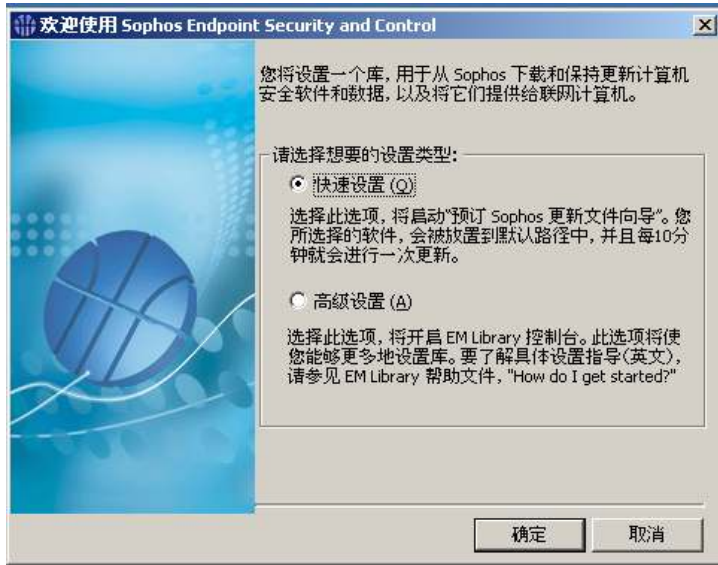 欢迎使用 Sophos Endpoint Security and Control
您将设置一个库,用于从 Sophos 下载和保持更新计算机
安全软件和数据,以及将它们提供给联网计算机。
请选择想要的设置类型:
快速设置(Q)
选择此选项,将启动“预订 Sophos 更新文件向导”。您
所选择的软件,会被放置到默认路径中,并且每10分
钟就会进行一次更新。
高级设置(A)
选择此选项,将开启 EM Library 控制台。此选项将使
您能够更多地设置库。要了解具体设置指导(英文),
请参见 EM Library 帮助文件,"How do I get started?"
确定
取消